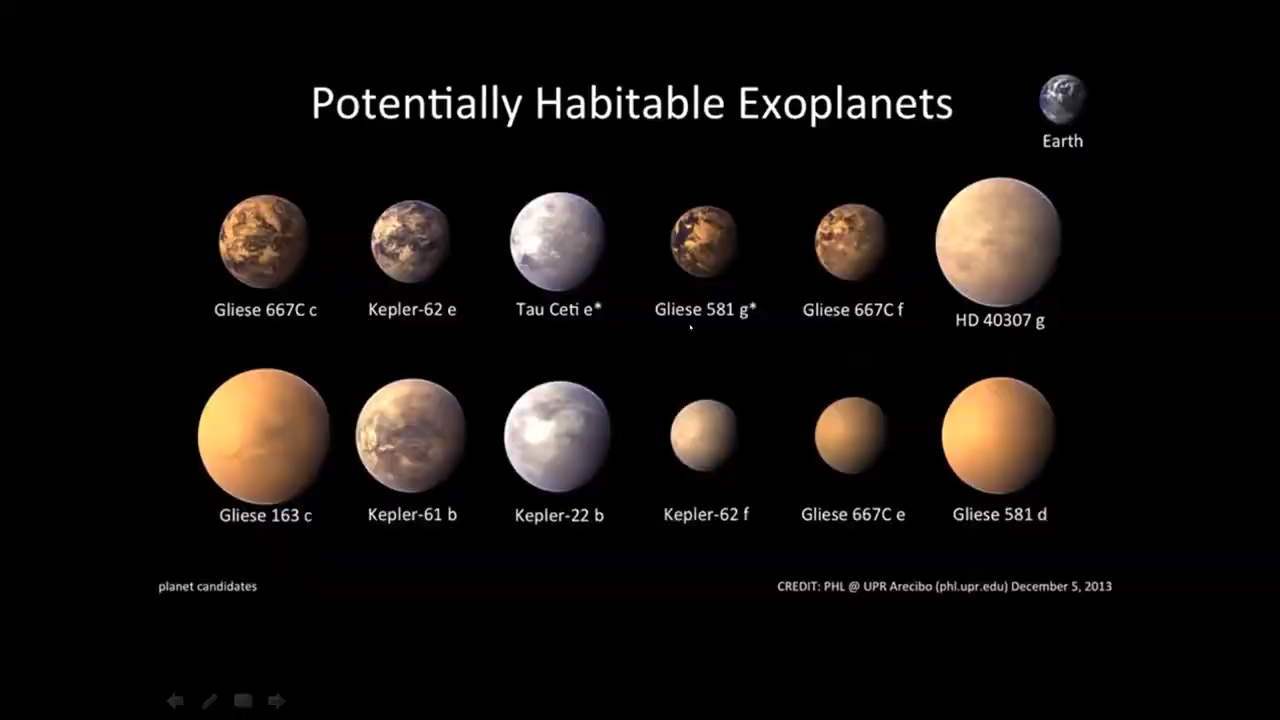 Potentially Habitable Exoplanets
Earth
Gliese 667C c
Kepler-62 e
Tau Ceti e*
Gliese 581 g*
Gliese 667C f
HD 40307 g
Gliese 163 c
Kepler-61 b
Kepler-22 b
Kepler-62 f
Gliese 667C e
Gliese 581 d
planet candidates
CREDIT: PHL @ UPR Arecibo (phl.upr.edu) December 5, 2013